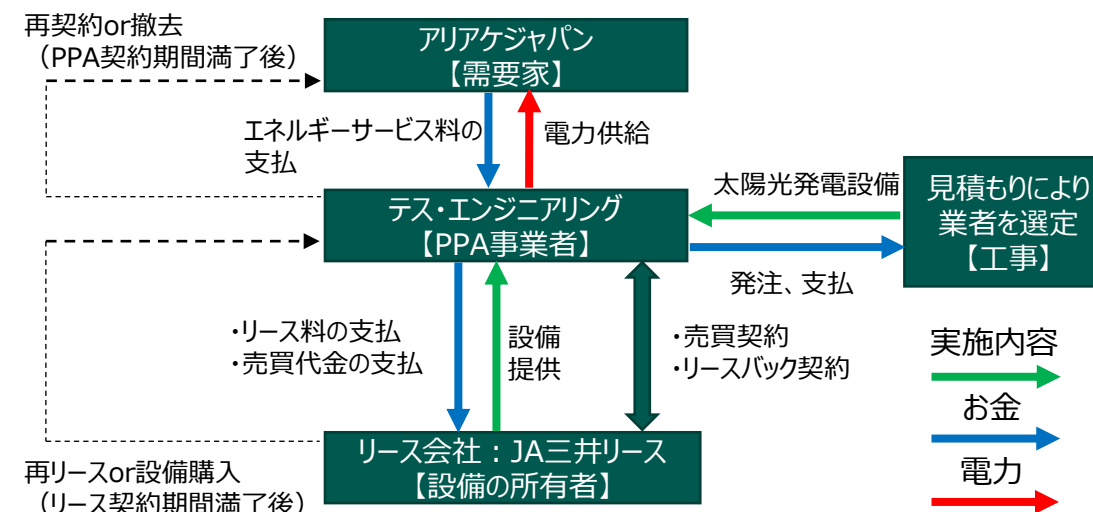 再契約or撤去
（PPA契約期間満了後）
アリアケジャパン
【需要家】
エネルギーサービス料の
支払
電力供給
テス・エンジニアリング
【PPA事業者】
太陽光発電設備
見積もりにより
業者を選定
【工事】
発注、支払
・リース料の支払
・売買代金の支払
設備
提供
・売買契約
・リースバック契約
実施内容
お金
電力
リース会社：JA三井リース
【設備の所有者】
再リースor設備購入
（リース契約期間満了後）